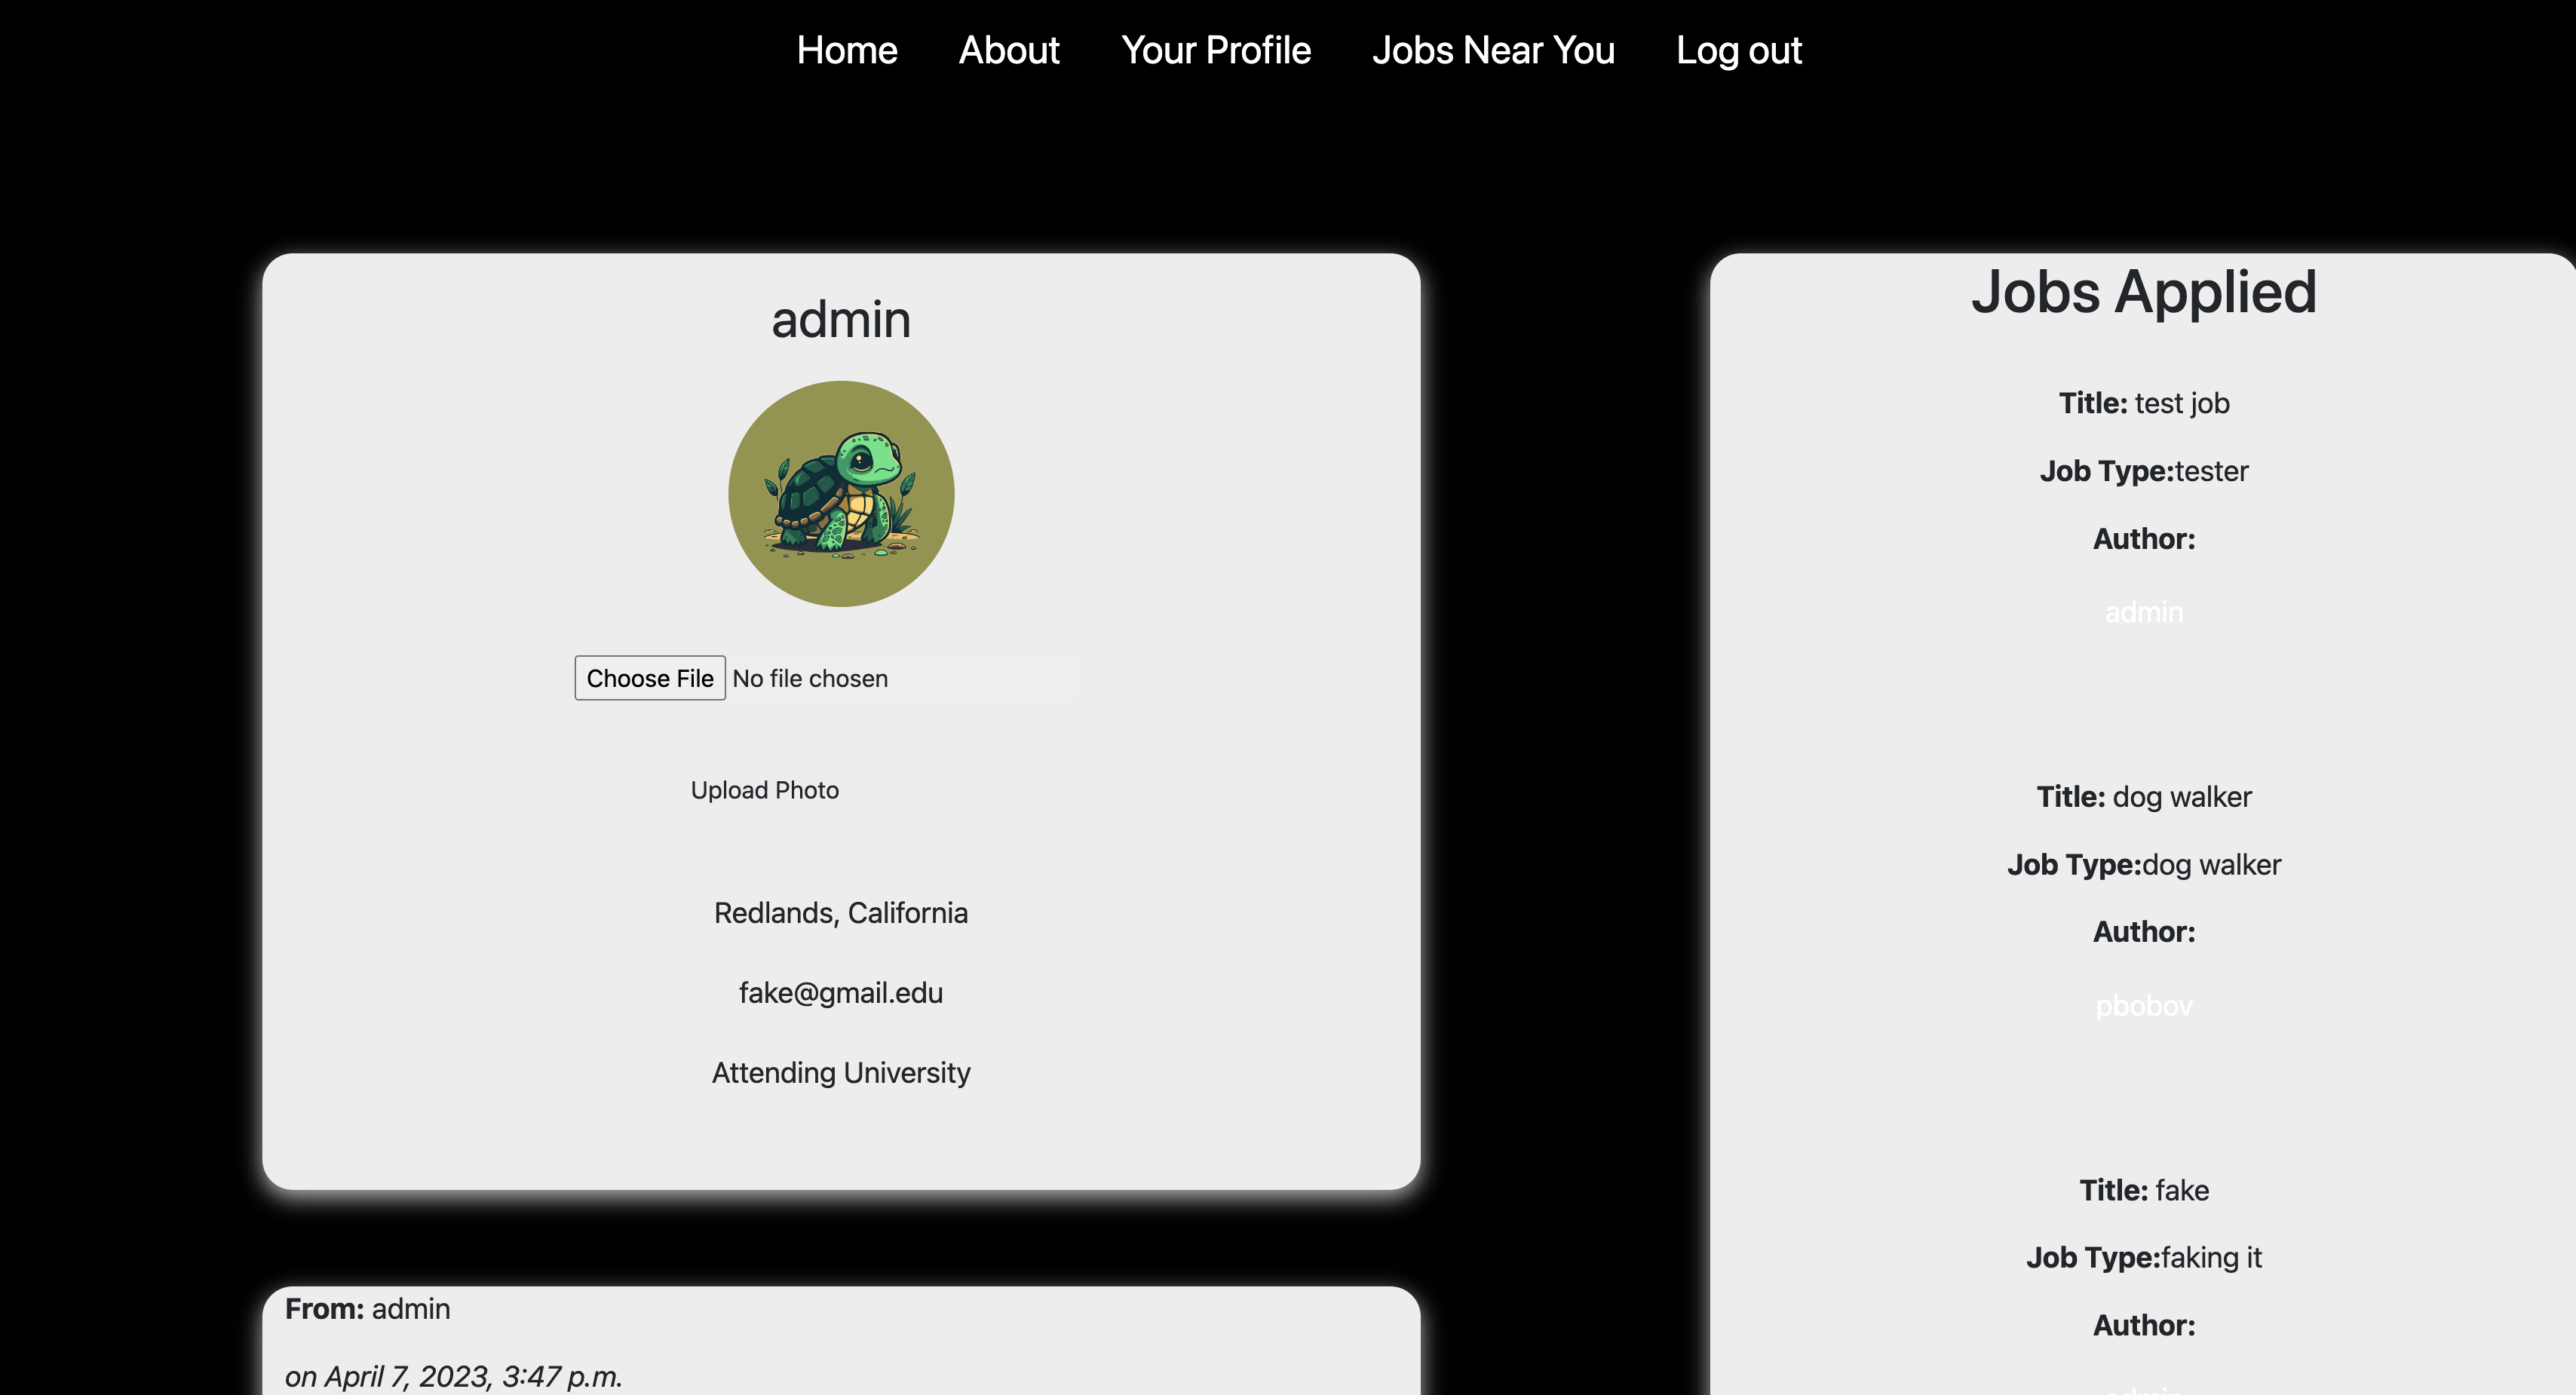 Home About Your Profile Jobs Near You Log out
admin
Choose File No file chosen
Upload Photo
Redlands, California
fake@gmail.edu
Attending University
From: admin
on April 7, 2023, 3:47 p.m.
Jobs Applied
Title: test job
Job Type:tester
Author:
admin
Title: dog walker
Job Type:dog walker
Author:
pbobov
Title: fake
Job Type:faking it
Author:
admin